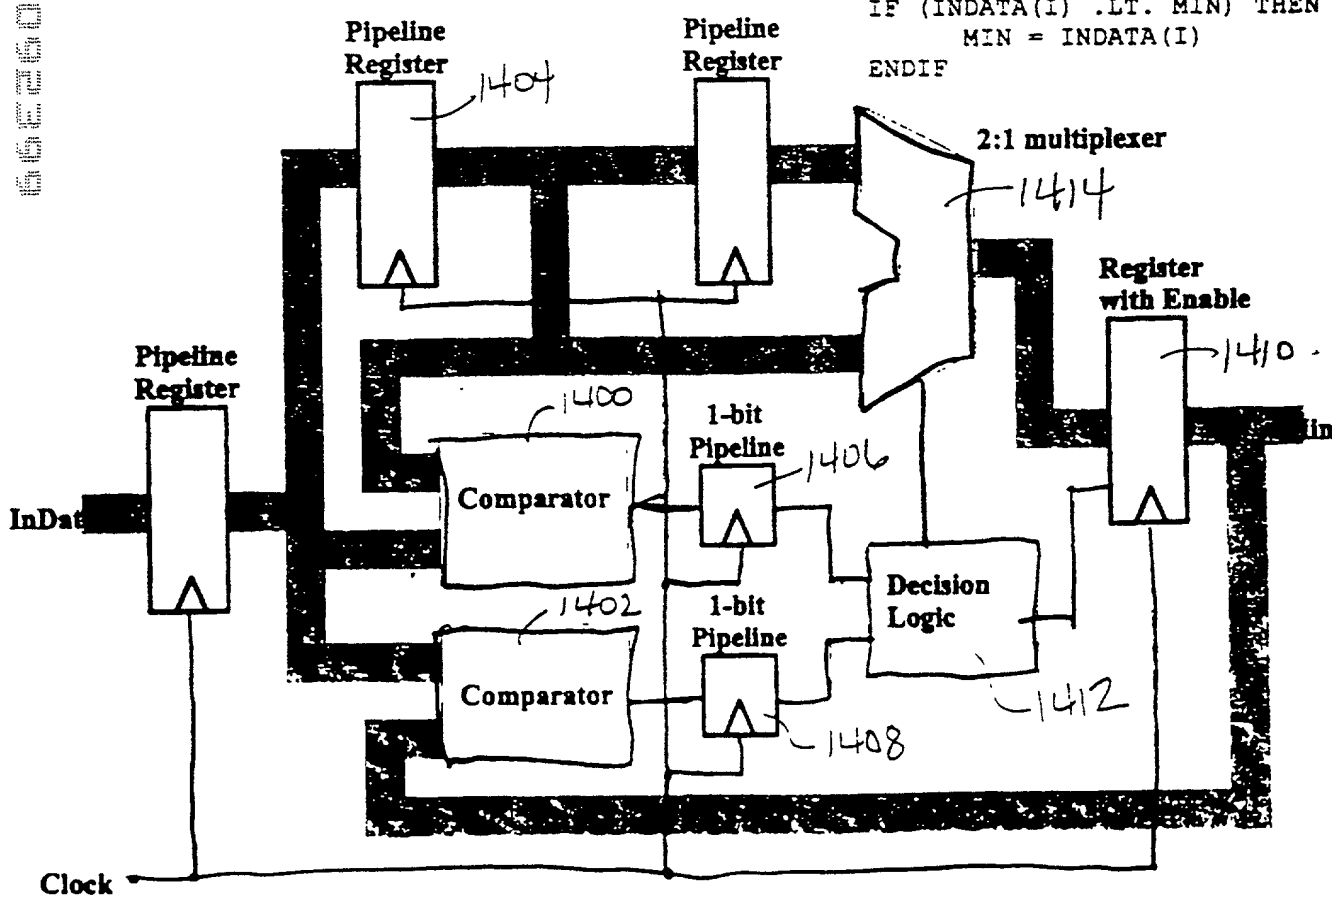 IF (INDATA(I) .LT. MIN) THEN
MIN = INDATA(I)
ENDIF
Pipeline
Register
1404
Pipeline
Register
2:1 multiplexer
1414
Register
with Enable
1410
Pipeline
Register
1400
1-bit
Pipeline
1406
Comparator
InDat
in
Decision
Logic
1402
1-bit
Pipeline
Comparator
1412
1408
Clock